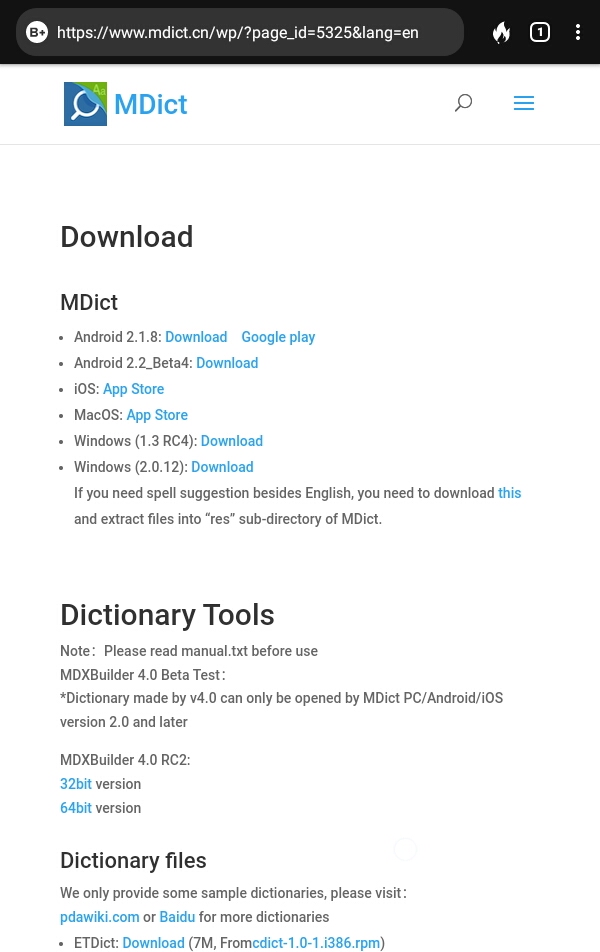 B+ https://www.mdict.cn/wp/?page_id=5325&lang=en 1
Aa MDict
Download
MDict
• Android 2.1.8: Download Google play
• Android 2.2_Beta4: Download
• iOS: App Store
• MacOS: App Store
• Windows (1.3 RC4): Download
• Windows (2.0.12): Download
If you need spell suggestion besides English, you need to download this
and extract files into “res” sub-directory of MDict.
Dictionary Tools
Note： Please read manual.txt before use
MDXBuilder 4.0 Beta Test：
*Dictionary made by v4.0 can only be opened by MDict PC/Android/iOS
version 2.0 and later
MDXBuilder 4.0 RC2:
32bit version
64bit version
Dictionary files
We only provide some sample dictionaries, please visit：
pdawiki.com or Baidu for more dictionaries
• ETDict: Download (7M, Fromcdict-1.0-1.i386.rpm)